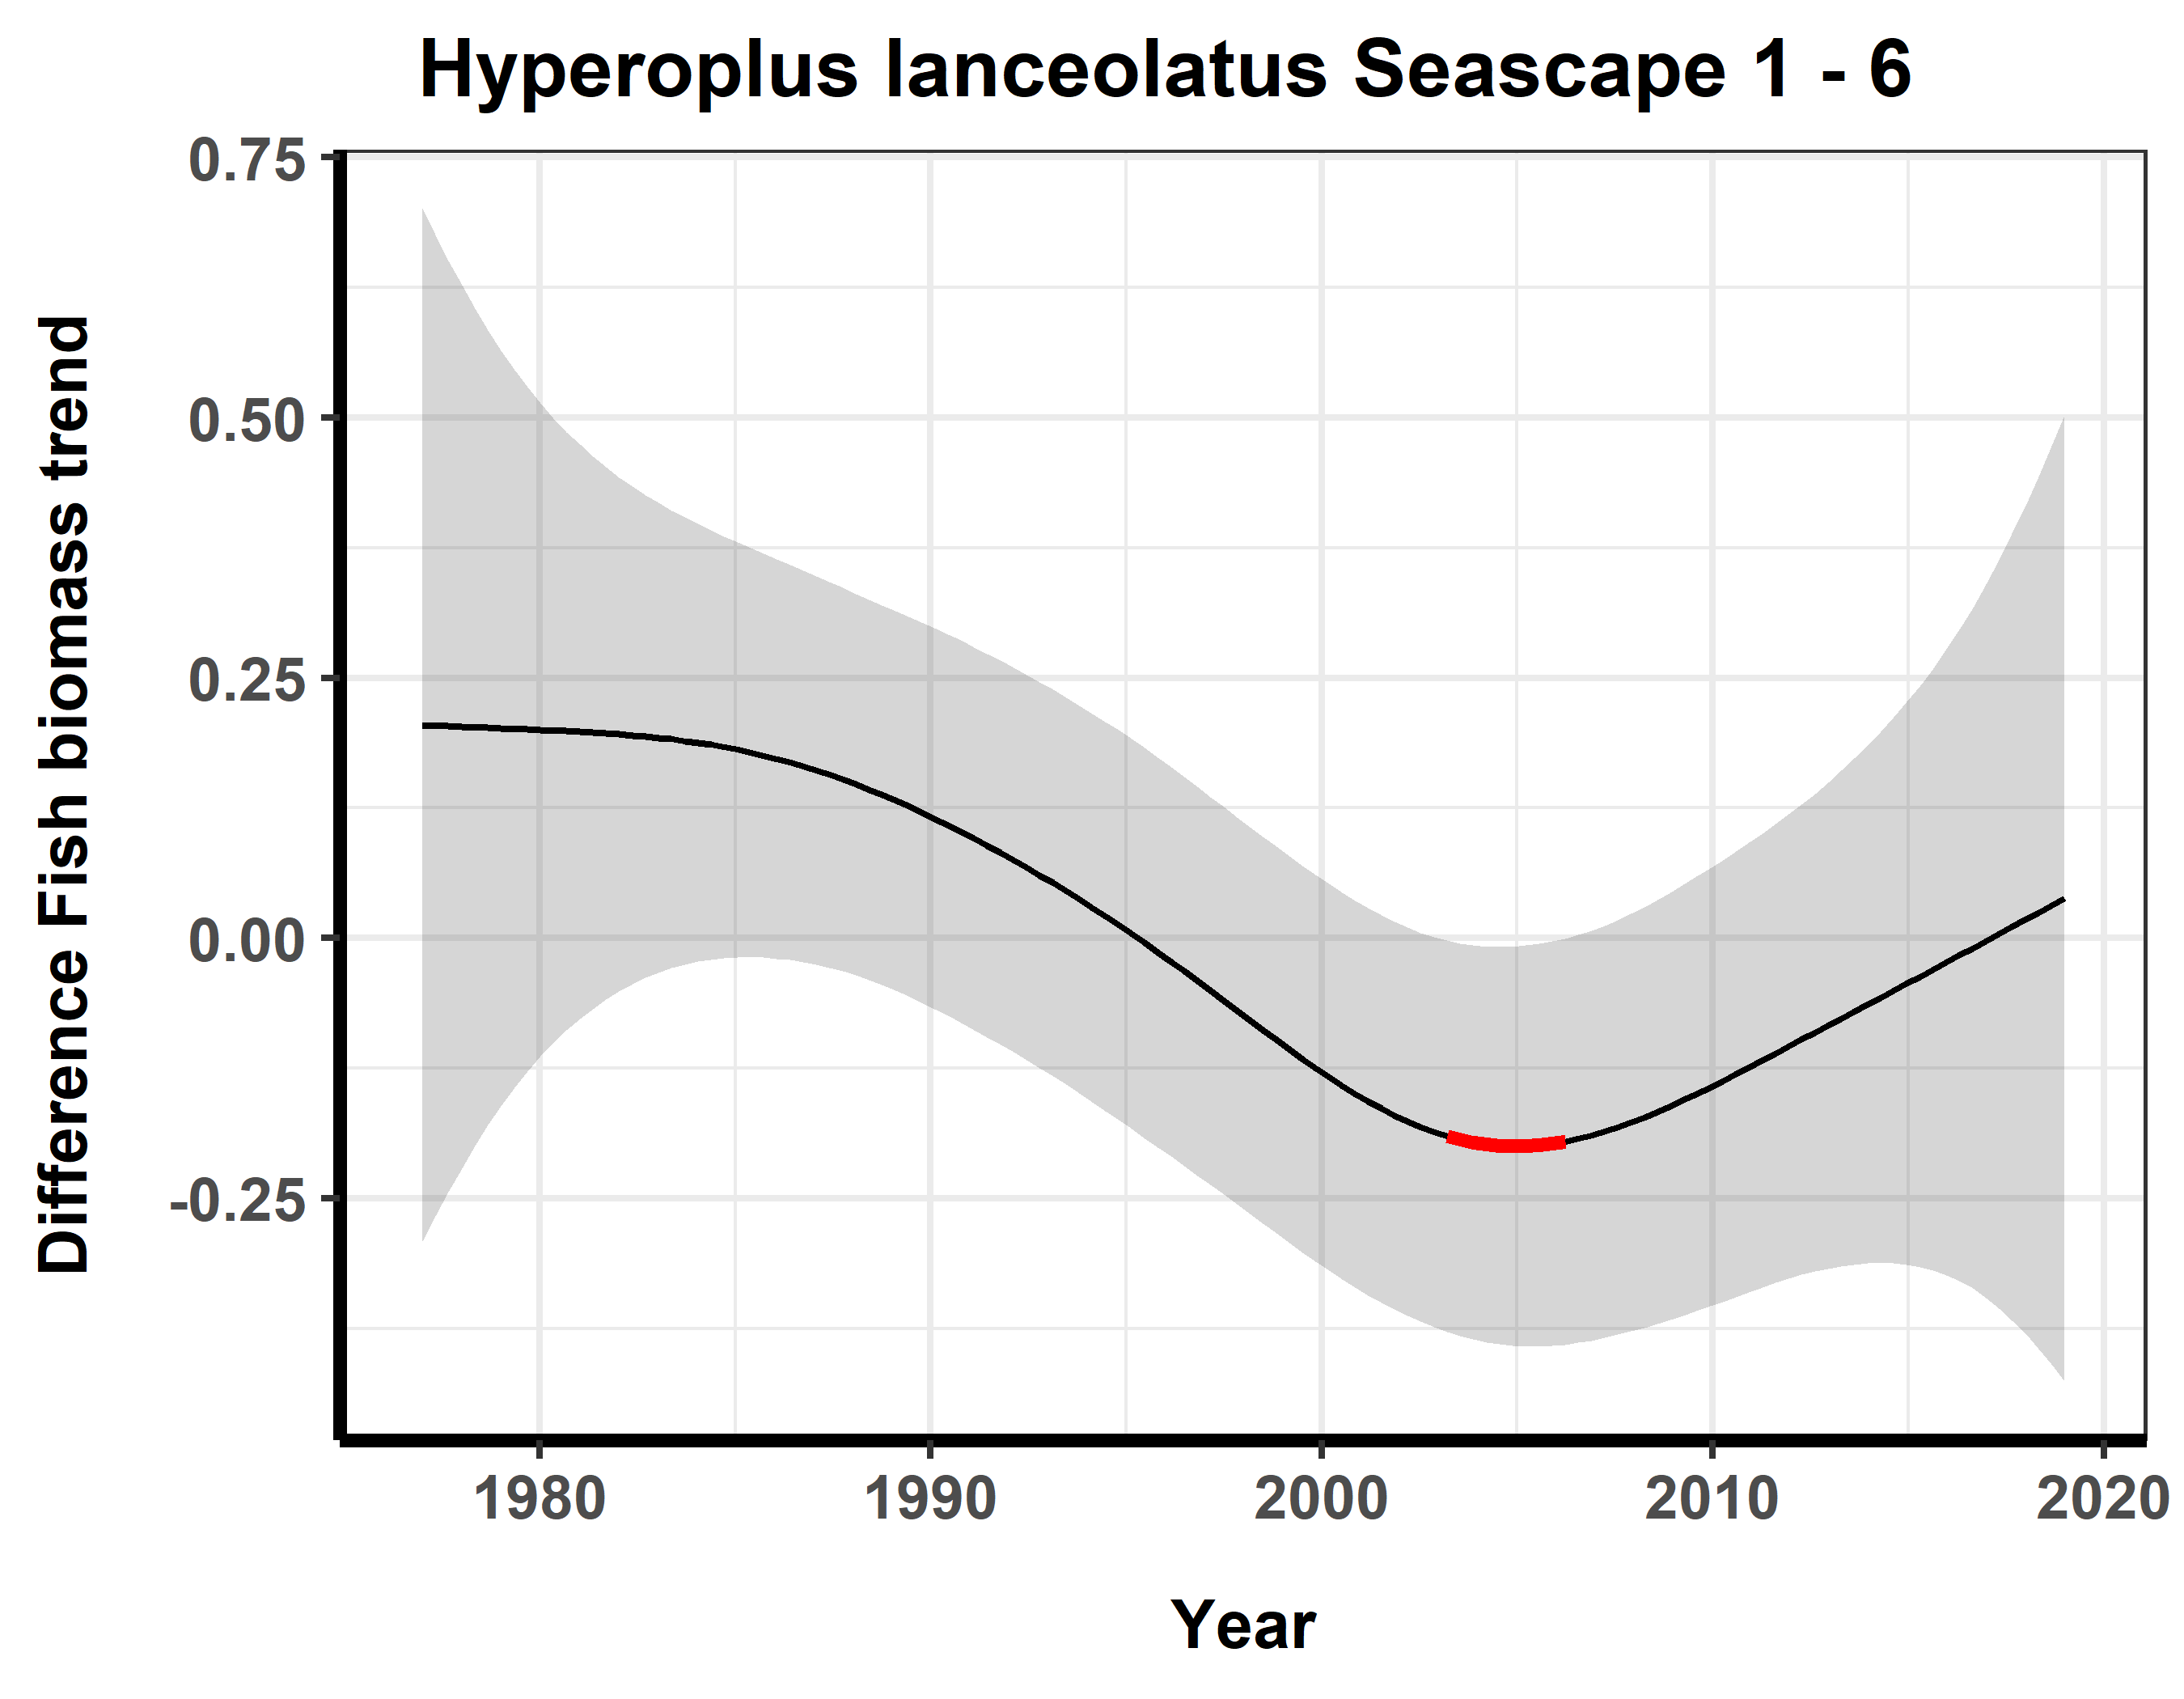 Hyperoplus lanceolatus Seascape 1 - 6
Difference Fish biomass trend
0.75
0.50
0.25
0.00
-0.25
1980 1990 2000 2010 2020
Year